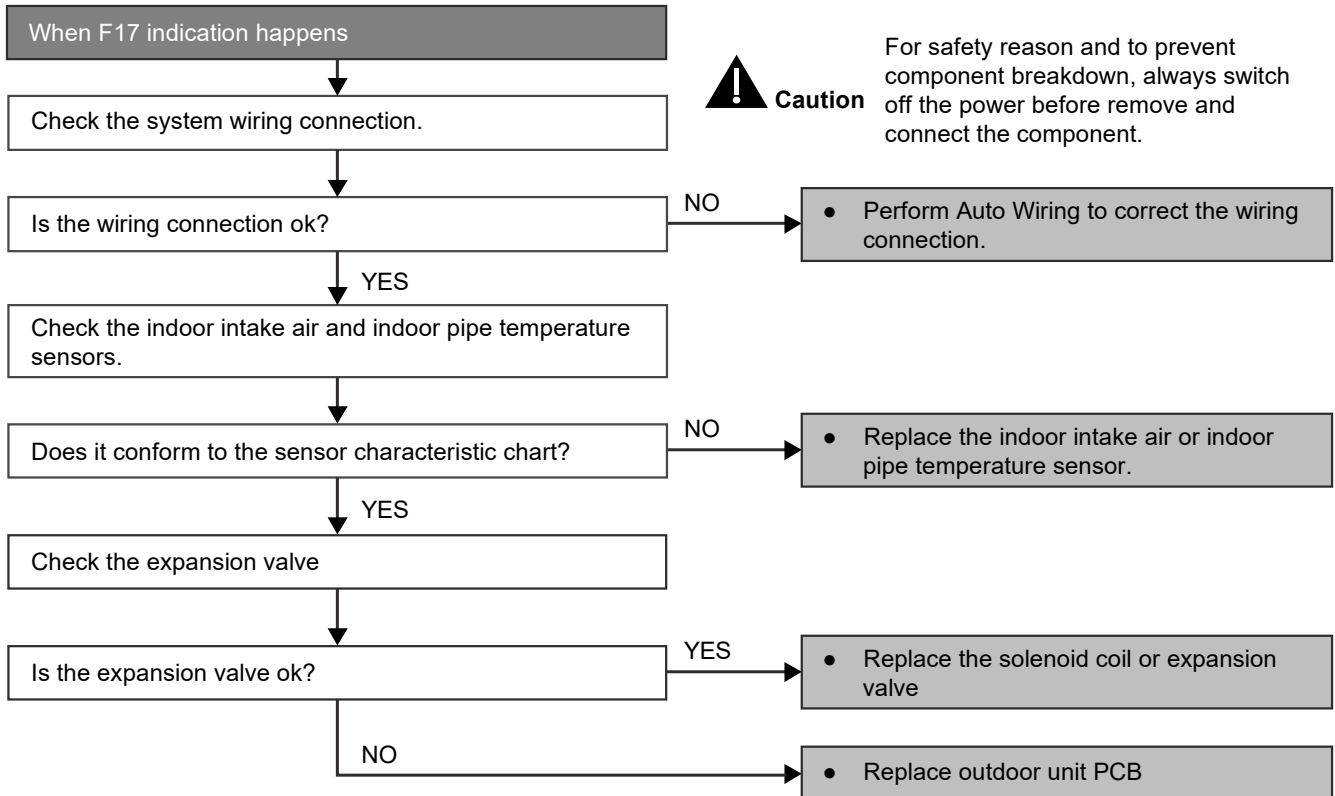 When F17 indication happens
Caution
For safety reason and to prevent
component breakdown, always switch
off the power before remove and
connect the component.
Check the system wiring connection.
Is the wiring connection ok?
NO
● Perform Auto Wiring to correct the wiring
connection.
YES
Check the indoor intake air and indoor pipe temperature
sensors.
Does it conform to the sensor characteristic chart?
NO
● Replace the indoor intake air or indoor
pipe temperature sensor.
YES
Check the expansion valve
Is the expansion valve ok?
YES
● Replace the solenoid coil or expansion
valve
NO
● Replace outdoor unit PCB